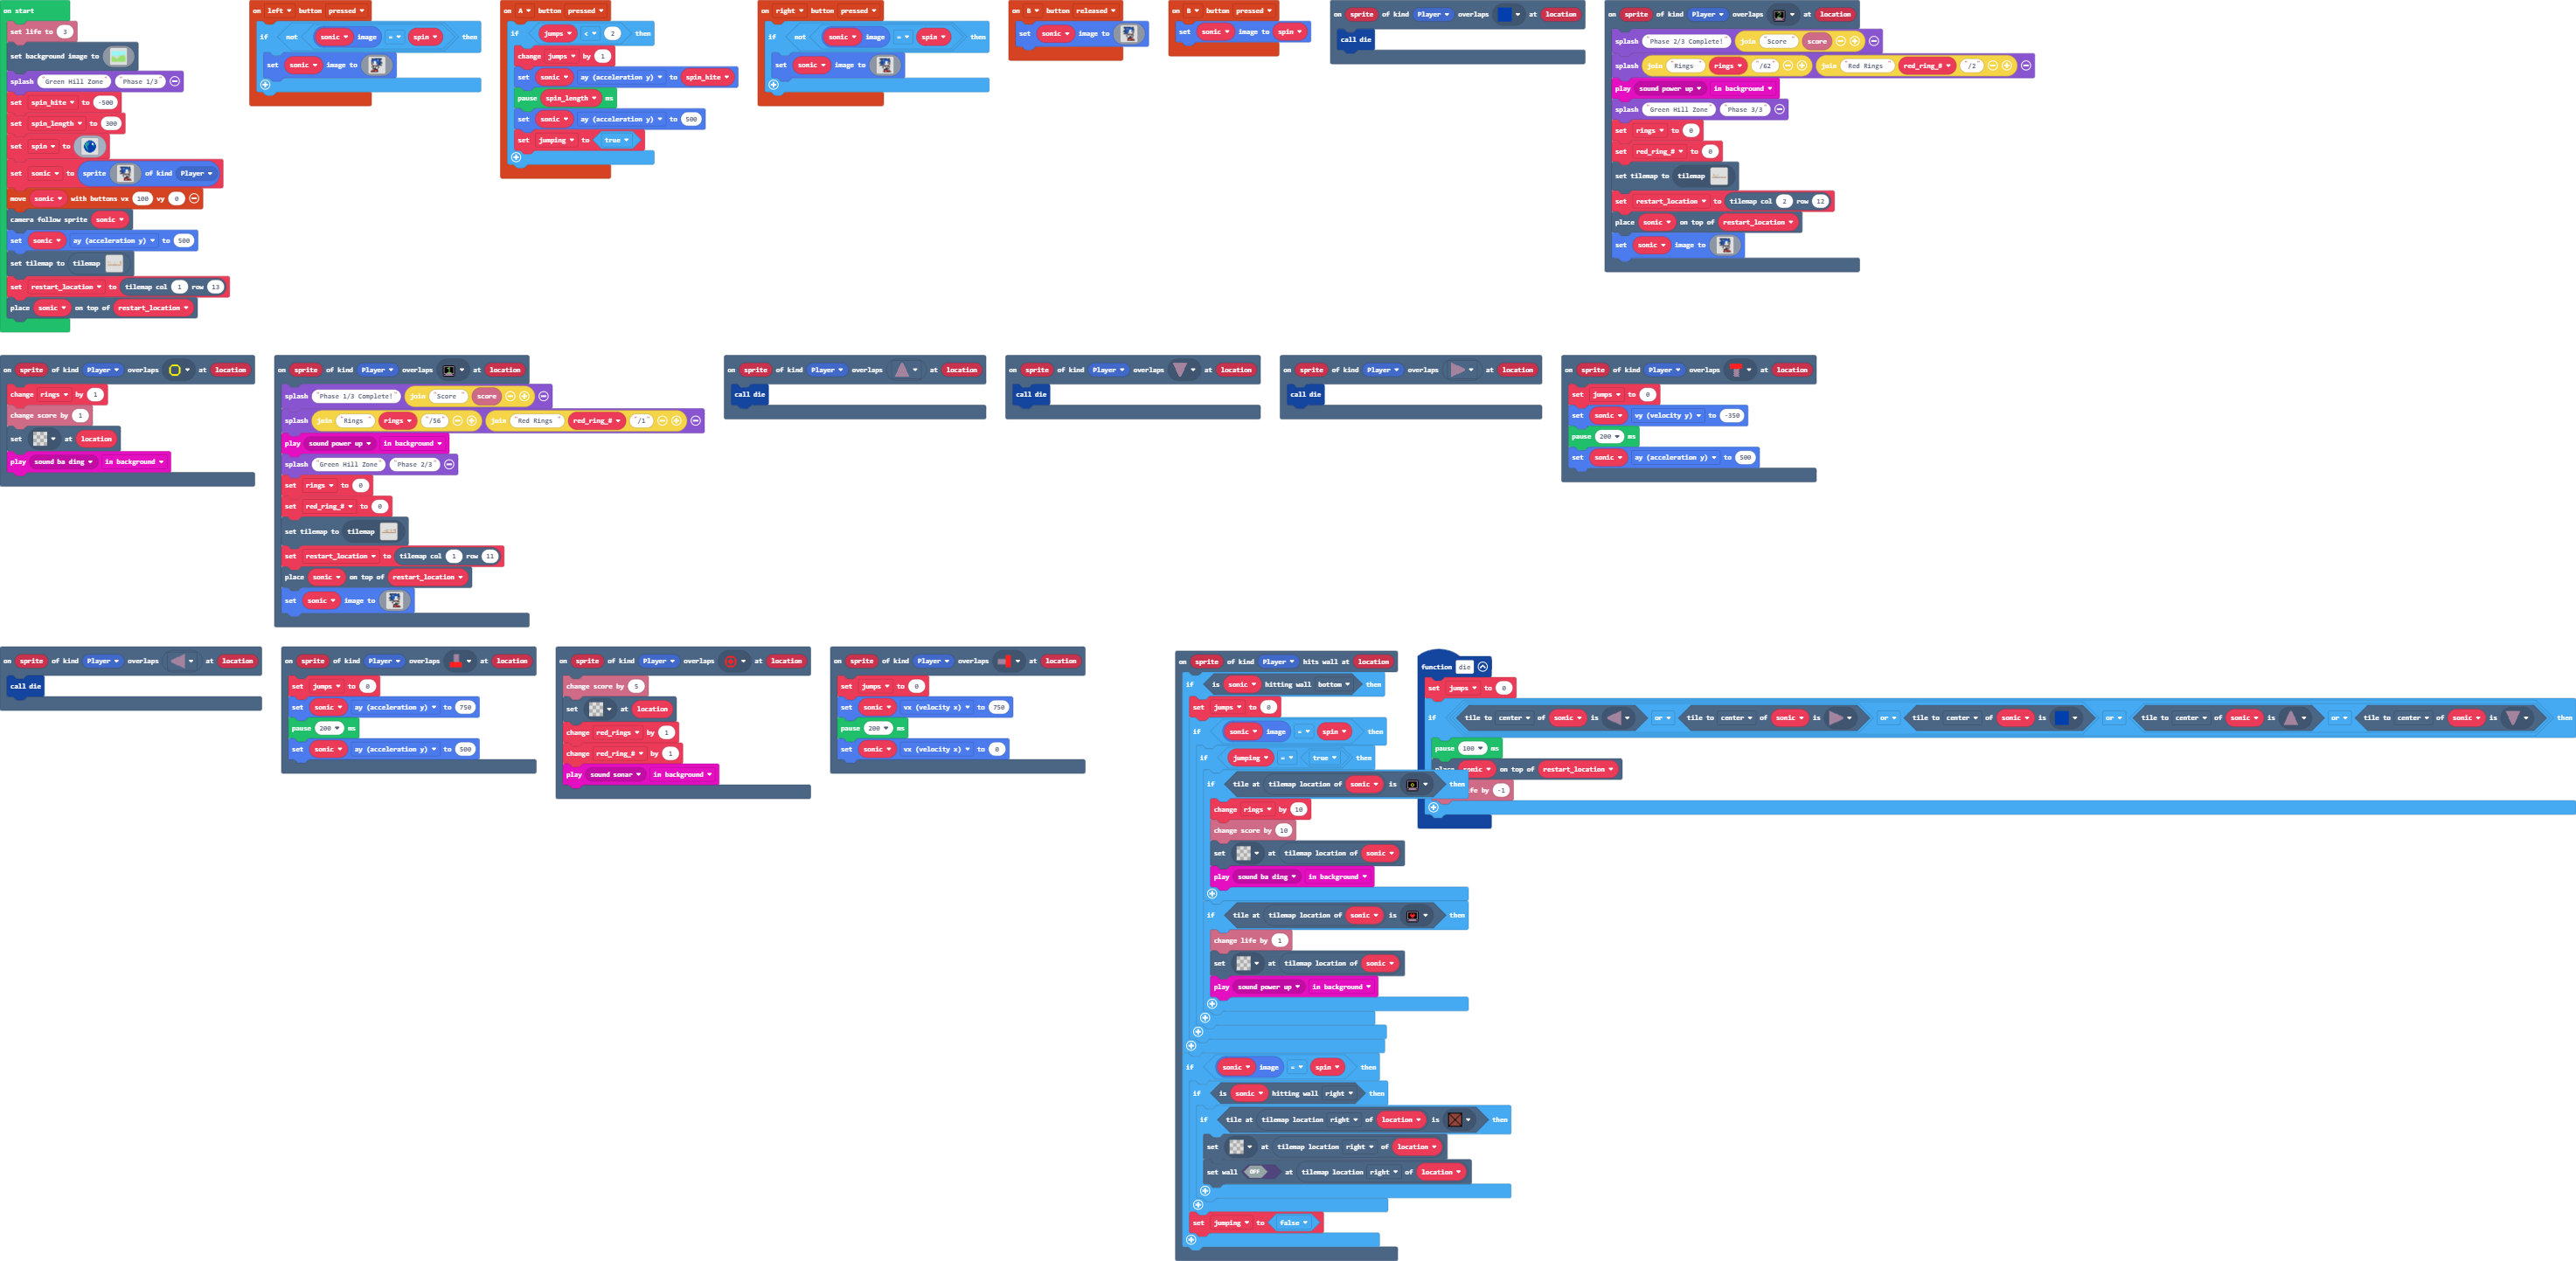 on start
set life to 3
set background image to
splash "Green Hill Zone" "Phase 1/3"
set spin_hite to -500
set spin_length to 300
set spin to
set sonic to sprite of kind Player
move sonic with buttons vx 100 vy 0
camera follow sprite sonic
set sonic ay (acceleration y) to 500
set tilemap to tilemap
set restart_location to tilemap col 1 row 13
place sonic on top of restart_location
on left button pressed
if not sonic image = spin then
set sonic image to
on A button pressed
if jumps < 2 then
change jumps by 1
set sonic ay (acceleration y) to spin_hite
pause spin_length ms
set sonic ay (acceleration y) to 500
set jumping to true
on right button pressed
if not sonic image = spin then
set sonic image to
on B button released
set sonic image to
on B button pressed
set sonic image to spin
on sprite of kind Player overlaps at location
call die
on sprite of kind Player overlaps at location
splash "Phase 2/3 Complete!" join "Score " score
splash join "Rings " rings "/62" join "Red Rings " red_ring_# "/2"
play sound power up in background
splash "Green Hill Zone" "Phase 3/3"
set rings to 0
set red_ring_# to 0
set tilemap to tilemap
set restart_location to tilemap col 2 row 12
place sonic on top of restart_location
set sonic image to
on sprite of kind Player overlaps at location
change rings by 1
change score by 1
set at location
play sound ba ding in background
on sprite of kind Player overlaps at location
splash "Phase 1/3 Complete!" join "Score " score
splash join "Rings " rings "/56" join "Red Rings " red_ring_# "/1"
play sound power up in background
splash "Green Hill Zone" "Phase 2/3"
set rings to 0
set red_ring_# to 0
set tilemap to tilemap
set restart_location to tilemap col 1 row 11
place sonic on top of restart_location
set sonic image to
on sprite of kind Player overlaps at location
call die
on sprite of kind Player overlaps at location
call die
on sprite of kind Player overlaps at location
call die
on sprite of kind Player overlaps at location
set jumps to 0
set sonic vy (velocity y) to -350
pause 200 ms
set sonic ay (acceleration y) to 500
on sprite of kind Player overlaps at location
call die
on sprite of kind Player overlaps at location
set jumps to 0
set sonic ay (acceleration y) to 750
pause 200 ms
set sonic ay (acceleration y) to 500
on sprite of kind Player overlaps at location
change score by 5
set at location
change red_rings by 1
change red_ring_# by 1
play sound sonar in background
on sprite of kind Player overlaps at location
set jumps to 0
set sonic vx (velocity x) to 750
pause 200 ms
set sonic vx (velocity x) to 0
on sprite of kind Player hits wall at location
if is sonic hitting wall bottom then
set jumps to 0
if sonic image = spin then
if jumping = true then
if tile at tilemap location of sonic is then
change rings by 10
change score by 10
set at tilemap location of sonic
play sound ba ding in background
if tile at tilemap location of sonic is then
change life by 1
set at tilemap location of sonic
play sound power up in background
if sonic image = spin then
if is sonic hitting wall right then
if tile at tilemap location right of location is then
set at tilemap location right of location
set wall OFF at tilemap location right of location
set jumping to false
function die
set jumps to 0
if tile to center of sonic is or tile to center of sonic is or tile to center of sonic is or tile to center of sonic is or tile to center of sonic is then
pause 100 ms
sonic on top of restart_location
by -1